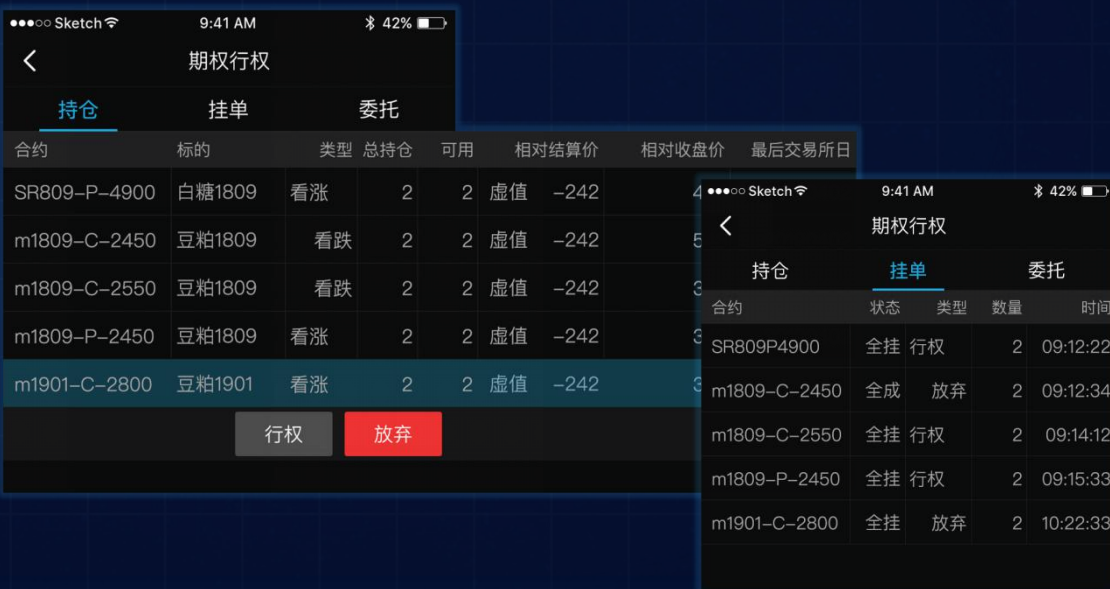 Sketch 9:41 AM 42%
期权行权
持仓 挂单 委托
合约 标的 类型 总持仓 可用 相对结算价 相对收盘价 最后交易所日
SR809-P-4900 白糖1809 看涨 2 2 虚值 -242
m1809-C-2450 豆粕1809 看跌 2 2 虚值 -242
m1809-C-2550 豆粕1809 看跌 2 2 虚值 -242
m1809-P-2450 豆粕1809 看涨 2 2 虚值 -242
m1901-C-2800 豆粕1901 看涨 2 2 虚值 -242
行权 放弃
Sketch 9:41 AM 42%
期权行权
持仓 挂单 委托
合约 状态 类型 数量 时间
SR809P4900 全挂 行权 2 09:12:22
m1809-C-2450 全成 放弃 2 09:12:34
m1809-C-2550 全挂 行权 2 09:14:12
m1809-P-2450 全挂 行权 2 09:15:33
m1901-C-2800 全挂 放弃 2 10:22:33